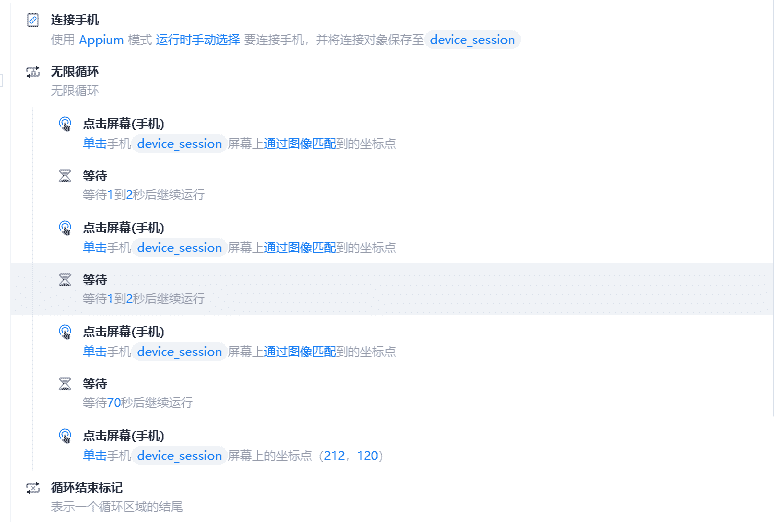 连接手机
使用 Appium 模式 运行时手动选择 要连接手机，并将连接对象保存至 device_session
无限循环
无限循环
点击屏幕(手机)
单击手机 device_session 屏幕上通过图像匹配到的坐标点
等待
等待1到2秒后继续运行
点击屏幕(手机)
单击手机 device_session 屏幕上通过图像匹配到的坐标点
等待
等待1到2秒后继续运行
点击屏幕(手机)
单击手机 device_session 屏幕上通过图像匹配到的坐标点
等待
等待70秒后继续运行
点击屏幕(手机)
单击手机 device_session 屏幕上的坐标点（212，120）
循环结束标记
表示一个循环区域的结尾